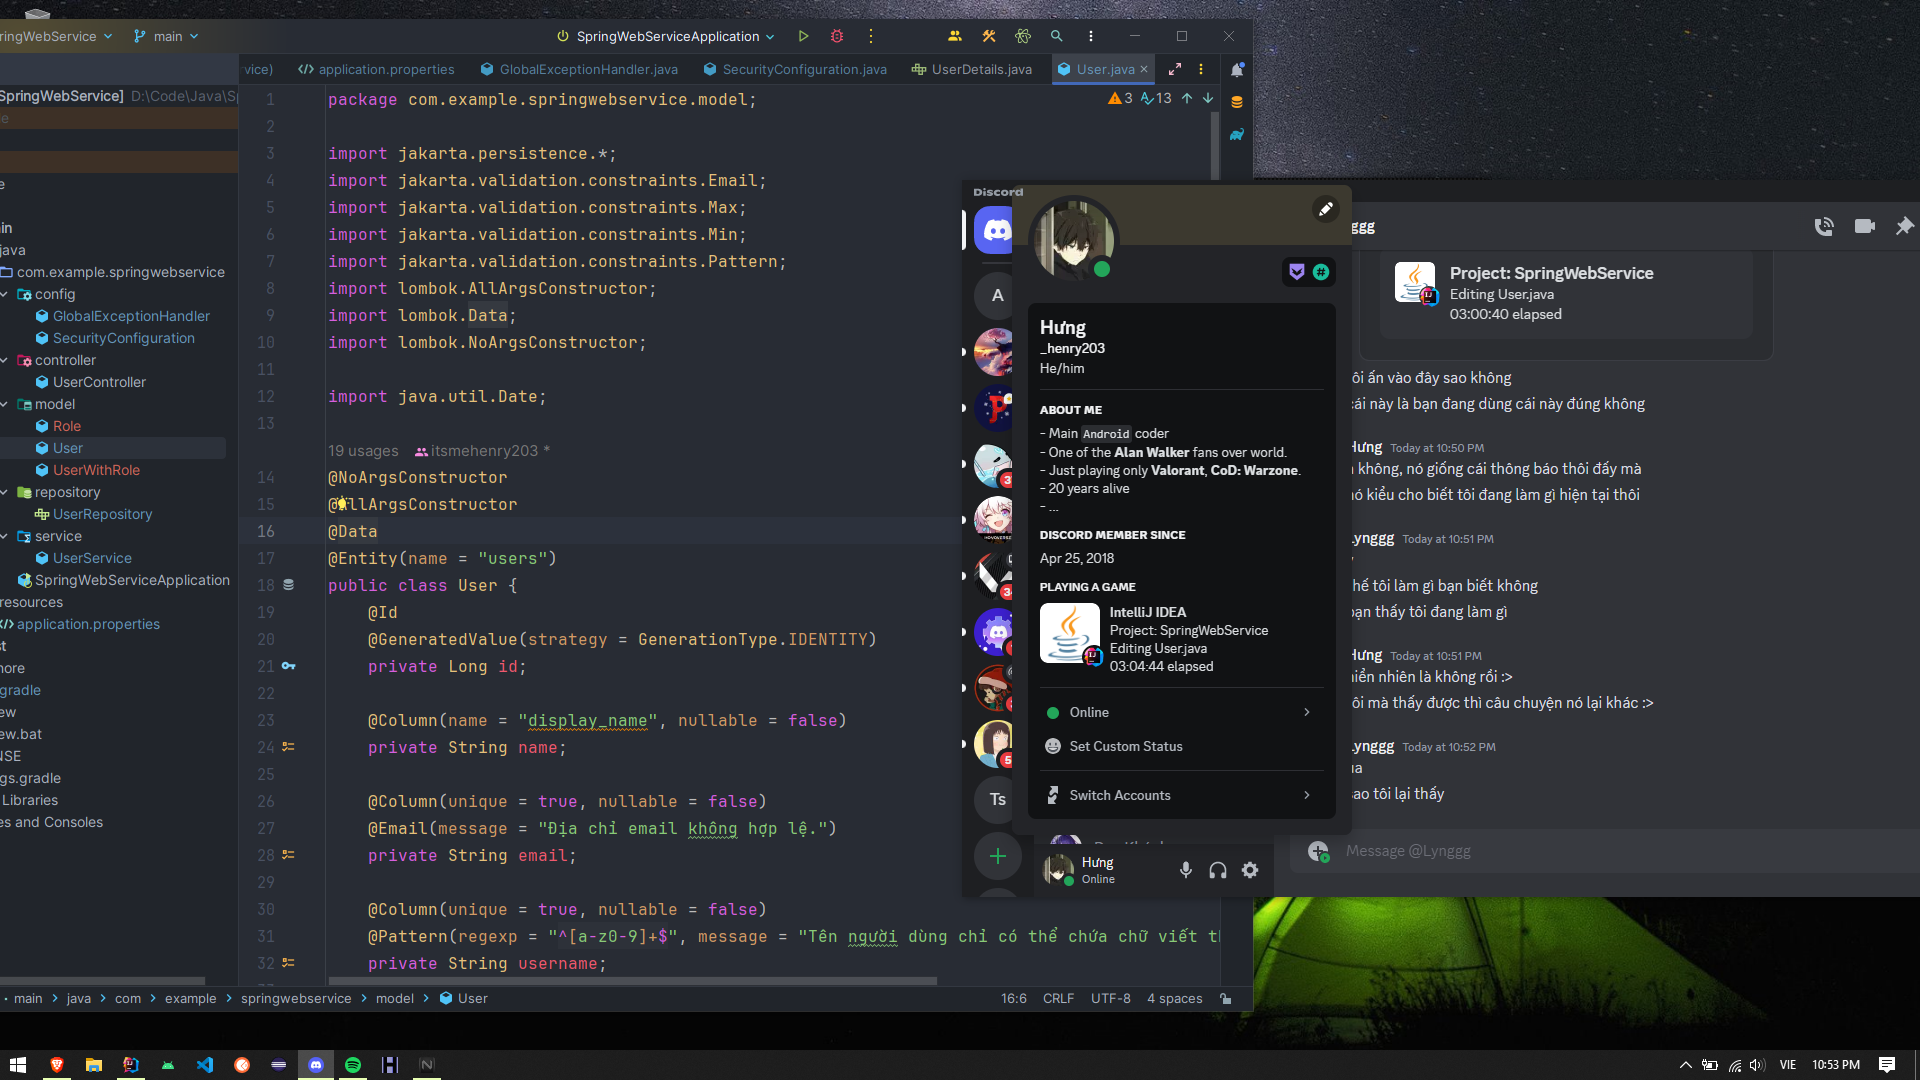 ringWebService
main
SpringWebServiceApplication
rvice)
application.properties
GlobalExceptionHandler.java
SecurityConfiguration.java
UserDetails.java
User.java
SpringWebService] D:\Code\Java\S
com.example.springwebservice
config
GlobalExceptionHandler
SecurityConfiguration
controller
UserController
model
Role
User
UserWithRole
repository
UserRepository
service
UserService
SpringWebServiceApplication
resources
application.properties
gradle
ew.bat
gs.gradle
Libraries
es and Consoles
3 13
1 package com.example.springwebservice.model;
2
3 import jakarta.persistence.*;
4 import jakarta.validation.constraints.Email;
5 import jakarta.validation.constraints.Max;
6 import jakarta.validation.constraints.Min;
7 import jakarta.validation.constraints.Pattern;
8 import lombok.AllArgsConstructor;
9 import lombok.Data;
10 import lombok.NoArgsConstructor;
11
12 import java.util.Date;
13
19 usages itsmehenry203 *
14 @NoArgsConstructor
15 @AllArgsConstructor
16 @Data
17 @Entity(name = "users")
18 public class User {
19 @Id
20 @GeneratedValue(strategy = GenerationType.IDENTITY)
21 private Long id;
22
23 @Column(name = "display_name", nullable = false)
24 private String name;
25
26 @Column(unique = true, nullable = false)
27 @Email(message = "Địa chỉ email không hợp lệ.")
28 private String email;
29
30 @Column(unique = true, nullable = false)
31 @Pattern(regexp = "^[a-z0-9]+$", message = "Tên người dùng chỉ có thể chứa chữ viết th
32 private String username;
main java com example springwebservice model User
16:6 CRLF UTF-8 4 spaces
Discord
A
Ts
Hưng
_henry203
He/him
ABOUT ME
- Main Android coder
- One of the Alan Walker fans over world.
- Just playing only Valorant, CoD: Warzone.
- 20 years alive
- ...
DISCORD MEMBER SINCE
Apr 25, 2018
PLAYING A GAME
IntelliJ IDEA
Project: SpringWebService
Editing User.java
03:04:44 elapsed
Online
Set Custom Status
Switch Accounts
Hưng
Online
ggg
Project: SpringWebService
Editing User.java
03:00:40 elapsed
ôi ấn vào đây sao không
cái này là bạn đang dùng cái này đúng không
Hưng Today at 10:50 PM
không, nó giống cái thông báo thôi đấy mà
nó kiểu cho biết tôi đang làm gì hiện tại thôi
Lynggg Today at 10:51 PM
hế tôi làm gì bạn biết không
bạn thấy tôi đang làm gì
Hưng Today at 10:51 PM
hiển nhiên là không rồi :>
ôi mà thấy được thì câu chuyện nó lại khác :>
Lynggg Today at 10:52 PM
ua
sao tôi lại thấy
Message @Lynggg
VIE 10:53 PM